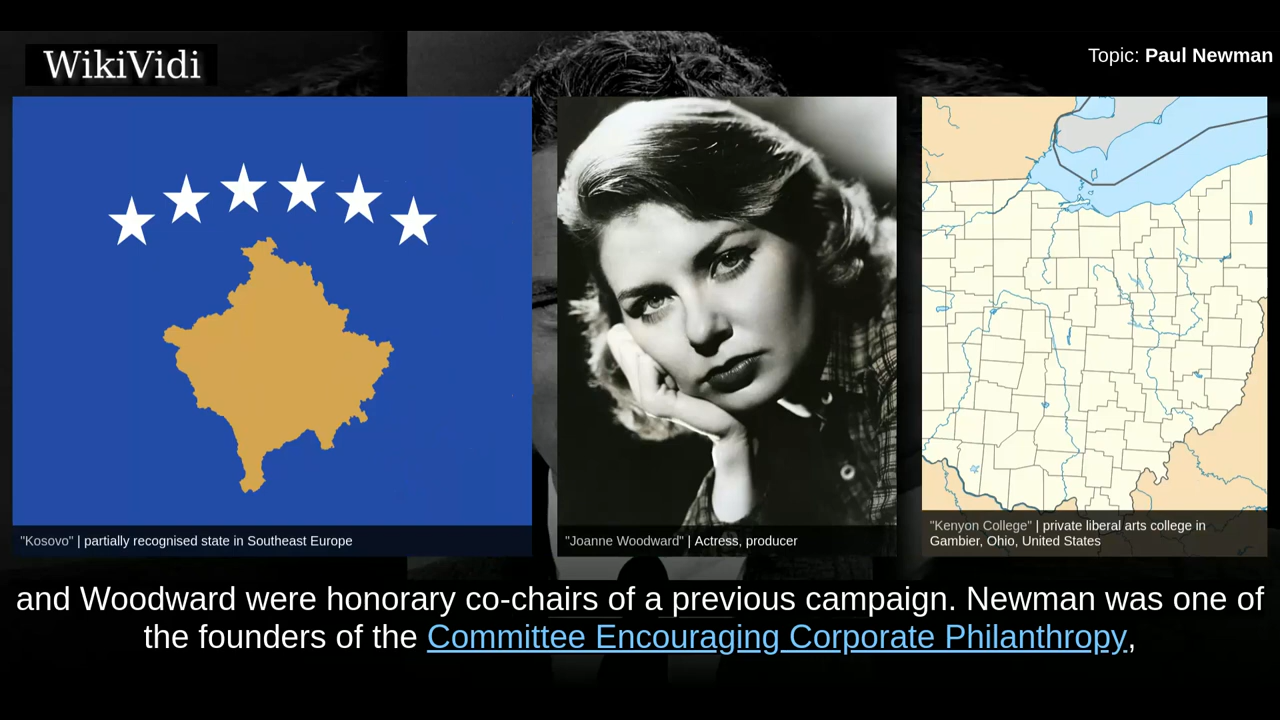 WikiVidi
Topic: Paul Newman
"Kosovo" | partially recognised state in Southeast Europe
"Joanne Woodward" | Actress, producer
"Kenyon College" | private liberal arts college in
Gambier, Ohio, United States
and Woodward were honorary co-chairs of a previous campaign. Newman was one of
the founders of the Committee Encouraging Corporate Philanthropy,